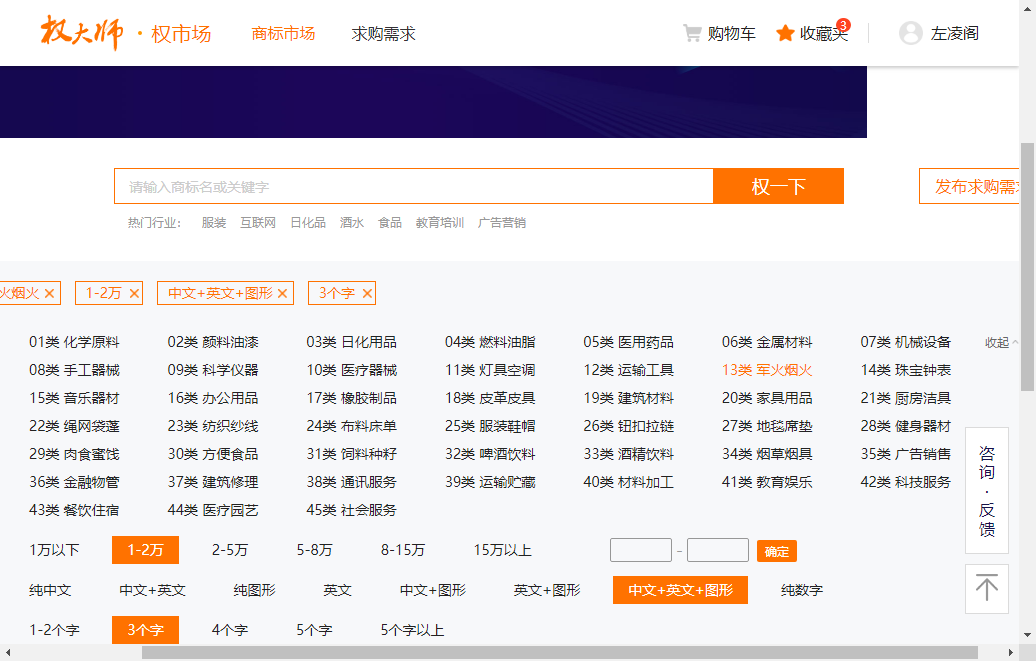 权大师 · 权市场 商标市场 求购需求 购物车 收藏夹 3 左凌阁
请输入商标名或关键字 权一下 发布求购需求
热门行业: 服装 互联网 日化品 酒水 食品 教育培训 广告营销
火烟火 × 1-2万 × 中文+英文+图形 × 3个字 ×
01类 化学原料 02类 颜料油漆 03类 日化用品 04类 燃料油脂 05类 医用药品 06类 金属材料 07类 机械设备 收起
08类 手工器械 09类 科学仪器 10类 医疗器械 11类 灯具空调 12类 运输工具 13类 军火烟火 14类 珠宝钟表
15类 音乐器材 16类 办公用品 17类 橡胶制品 18类 皮革皮具 19类 建筑材料 20类 家具用品 21类 厨房洁具
22类 绳网袋篷 23类 纺织纱线 24类 布料床单 25类 服装鞋帽 26类 钮扣拉链 27类 地毯席垫 28类 健身器材
29类 肉食蜜饯 30类 方便食品 31类 饲料种籽 32类 啤酒饮料 33类 酒精饮料 34类 烟草烟具 35类 广告销售
36类 金融物管 37类 建筑修理 38类 通讯服务 39类 运输贮藏 40类 材料加工 41类 教育娱乐 42类 科技服务
43类 餐饮住宿 44类 医疗园艺 45类 社会服务
1万以下 1-2万 2-5万 5-8万 8-15万 15万以上 - 确定
纯中文 中文+英文 纯图形 英文 中文+图形 英文+图形 中文+英文+图形 纯数字
1-2个字 3个字 4个字 5个字 5个字以上
咨询·反馈